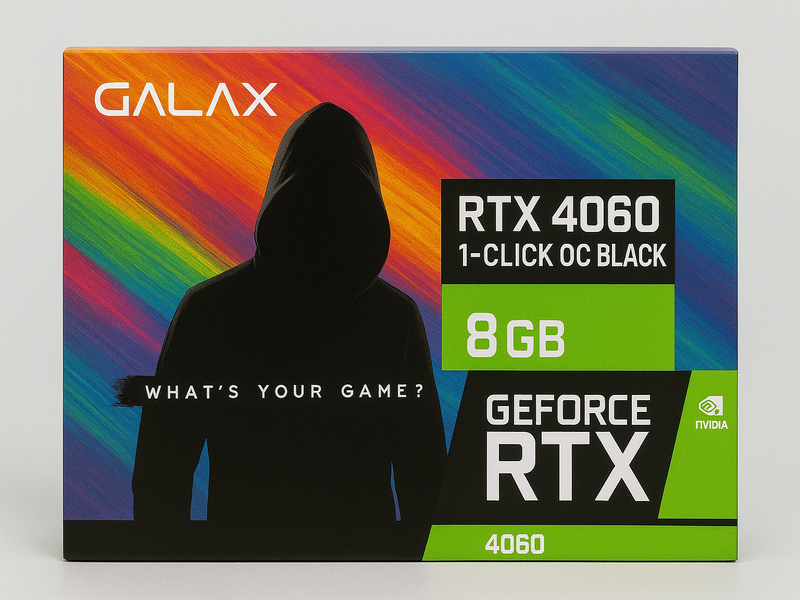 GALAX
RTX 4060
1-CLICK OC BLACK
8 GB
WHAT'S YOUR GAME?
GEFORCE
RTX
NVIDIA
4060